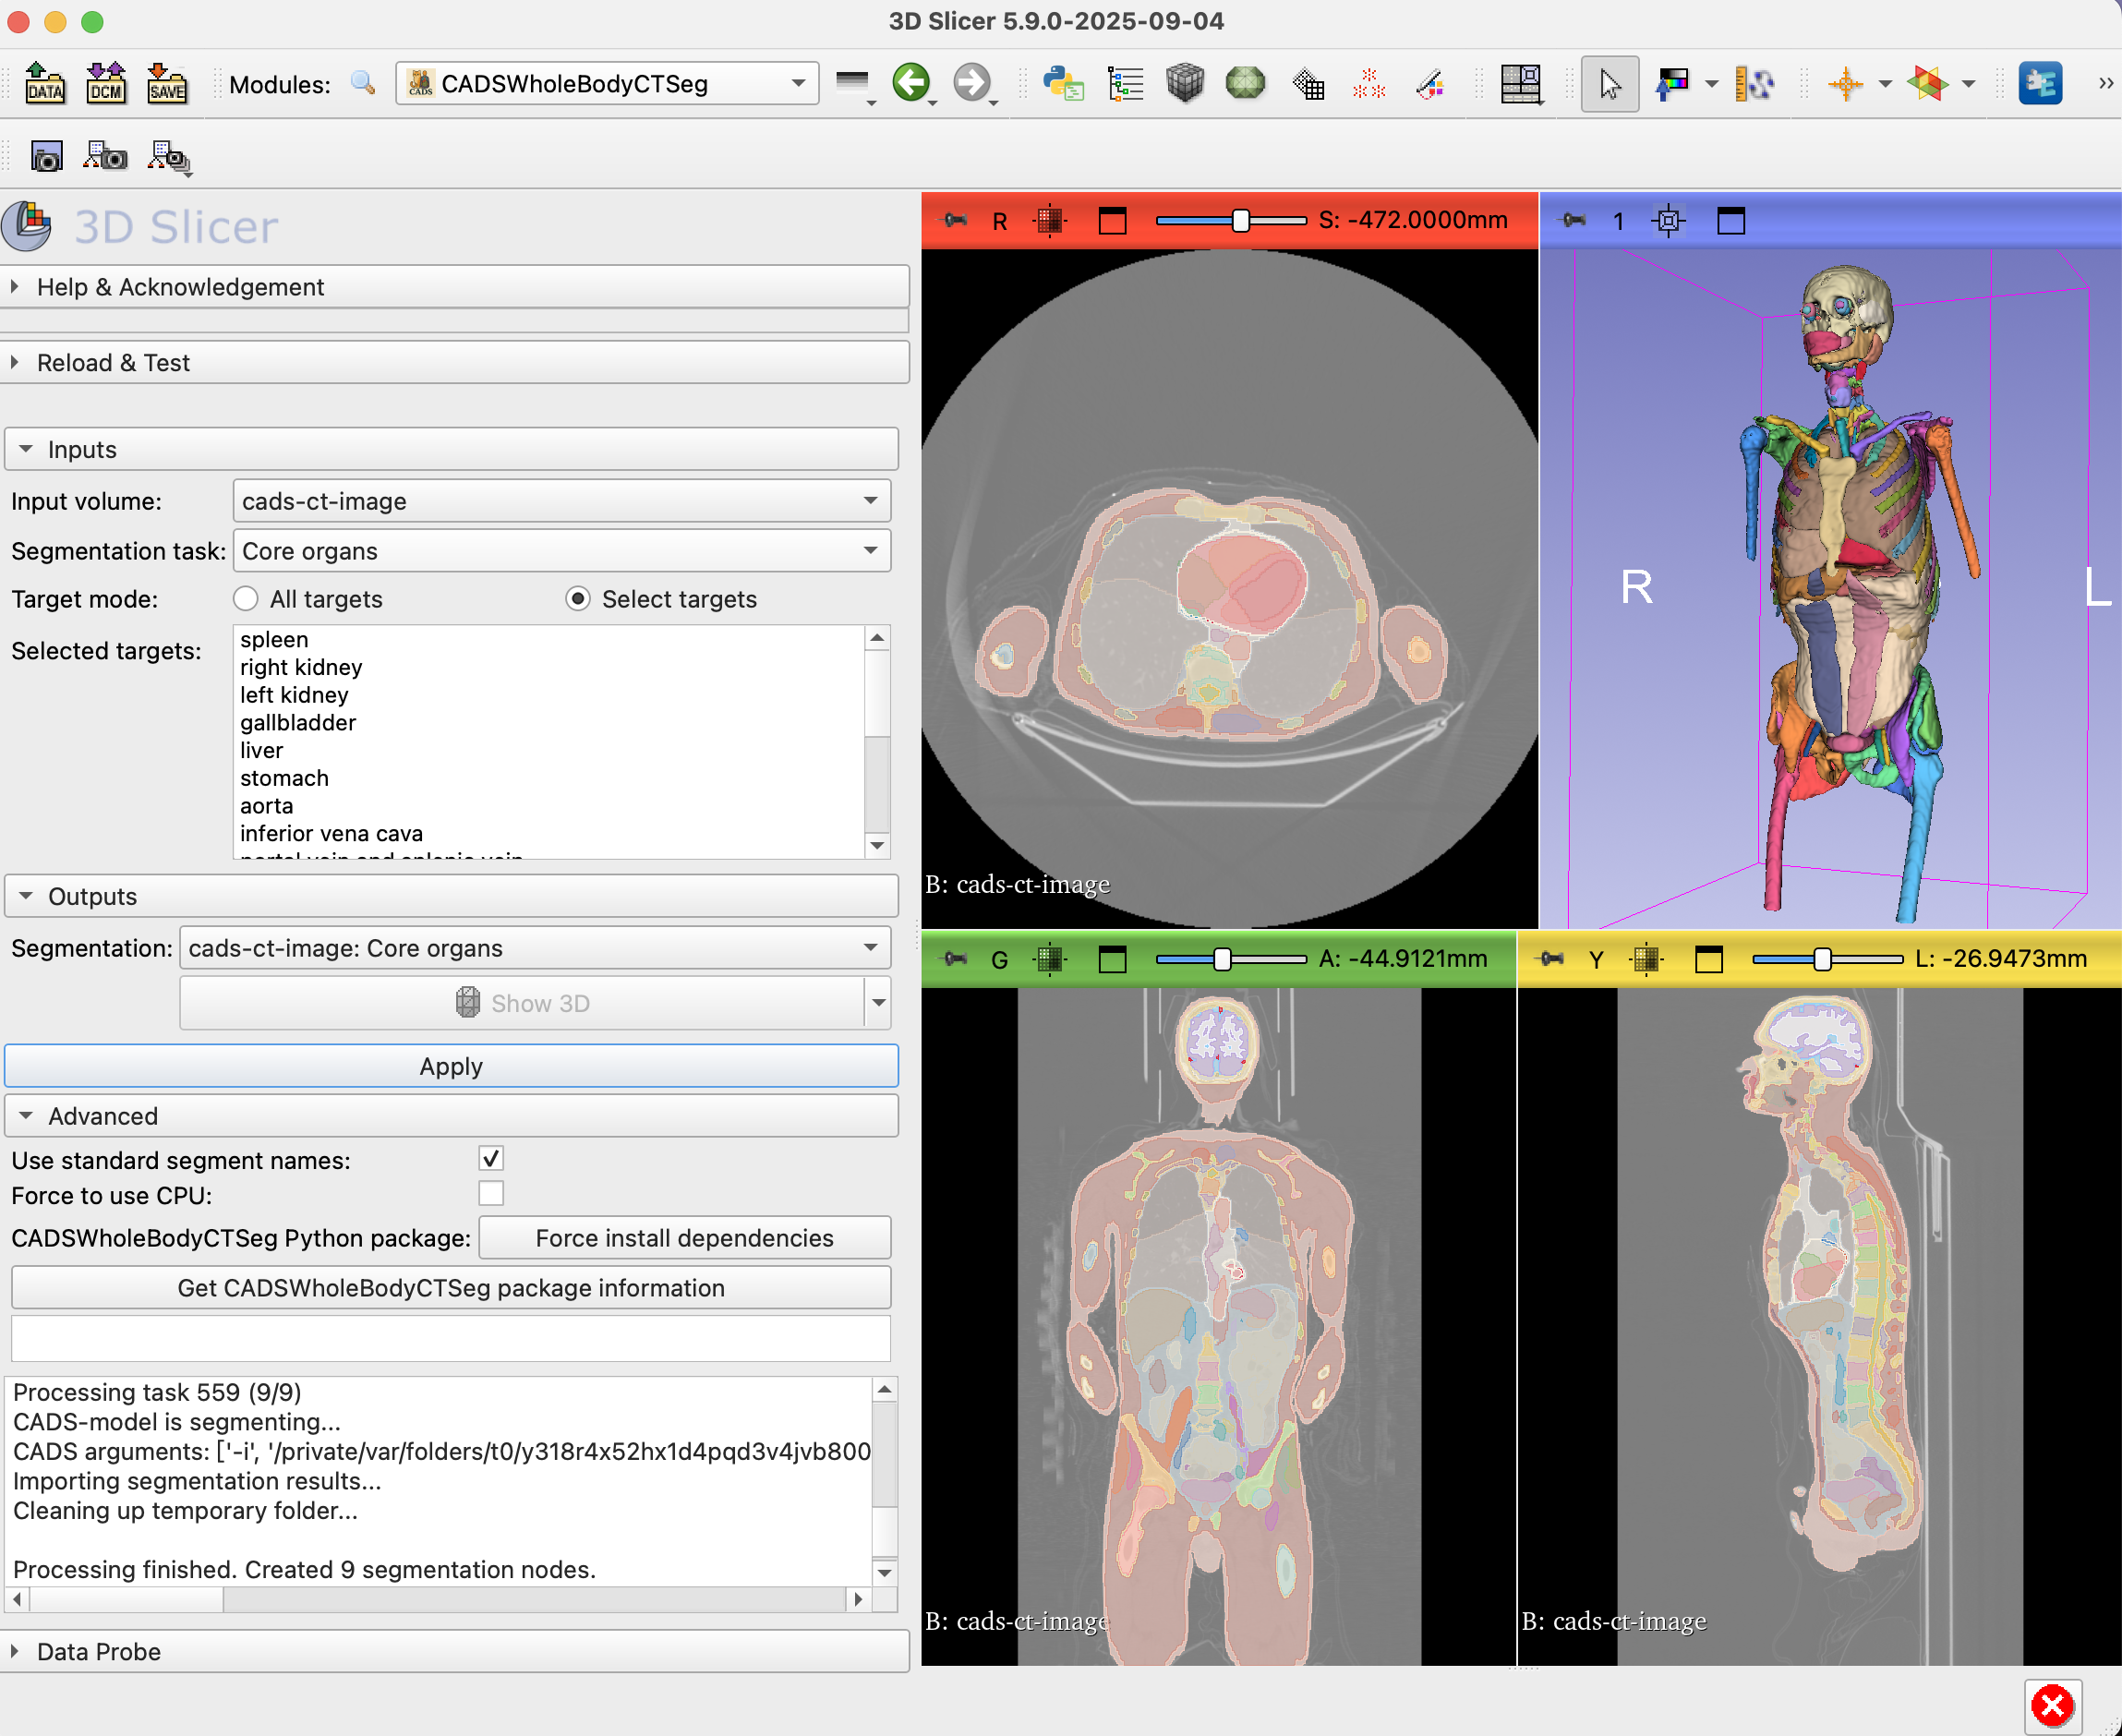 3D Slicer 5.9.0-2025-09-04
DATA
DCM
SAVE
Modules:
CADS
CADSWholeBodyCTSeg
3D Slicer
Help & Acknowledgement
Reload & Test
Inputs
Input volume: cads-ct-image
Segmentation task: Core organs
Target mode: All targets Select targets
Selected targets:
spleen
right kidney
left kidney
gallbladder
liver
stomach
aorta
inferior vena cava
portal vein and splenic vein
Outputs
Segmentation: cads-ct-image: Core organs
Show 3D
Apply
Advanced
Use standard segment names:
Force to use CPU:
CADSWholeBodyCTSeg Python package: Force install dependencies
Get CADSWholeBodyCTSeg package information
Processing task 559 (9/9)
CADS-model is segmenting...
CADS arguments: ['-i', '/private/var/folders/t0/y318r4x52hx1d4pqd3v4jvb800
Importing segmentation results...
Cleaning up temporary folder...
Processing finished. Created 9 segmentation nodes.
Data Probe
R S: -472.0000mm
B: cads-ct-image
1
R
L
G A: -44.9121mm
B: cads-ct-image
Y L: -26.9473mm
B: cads-ct-image